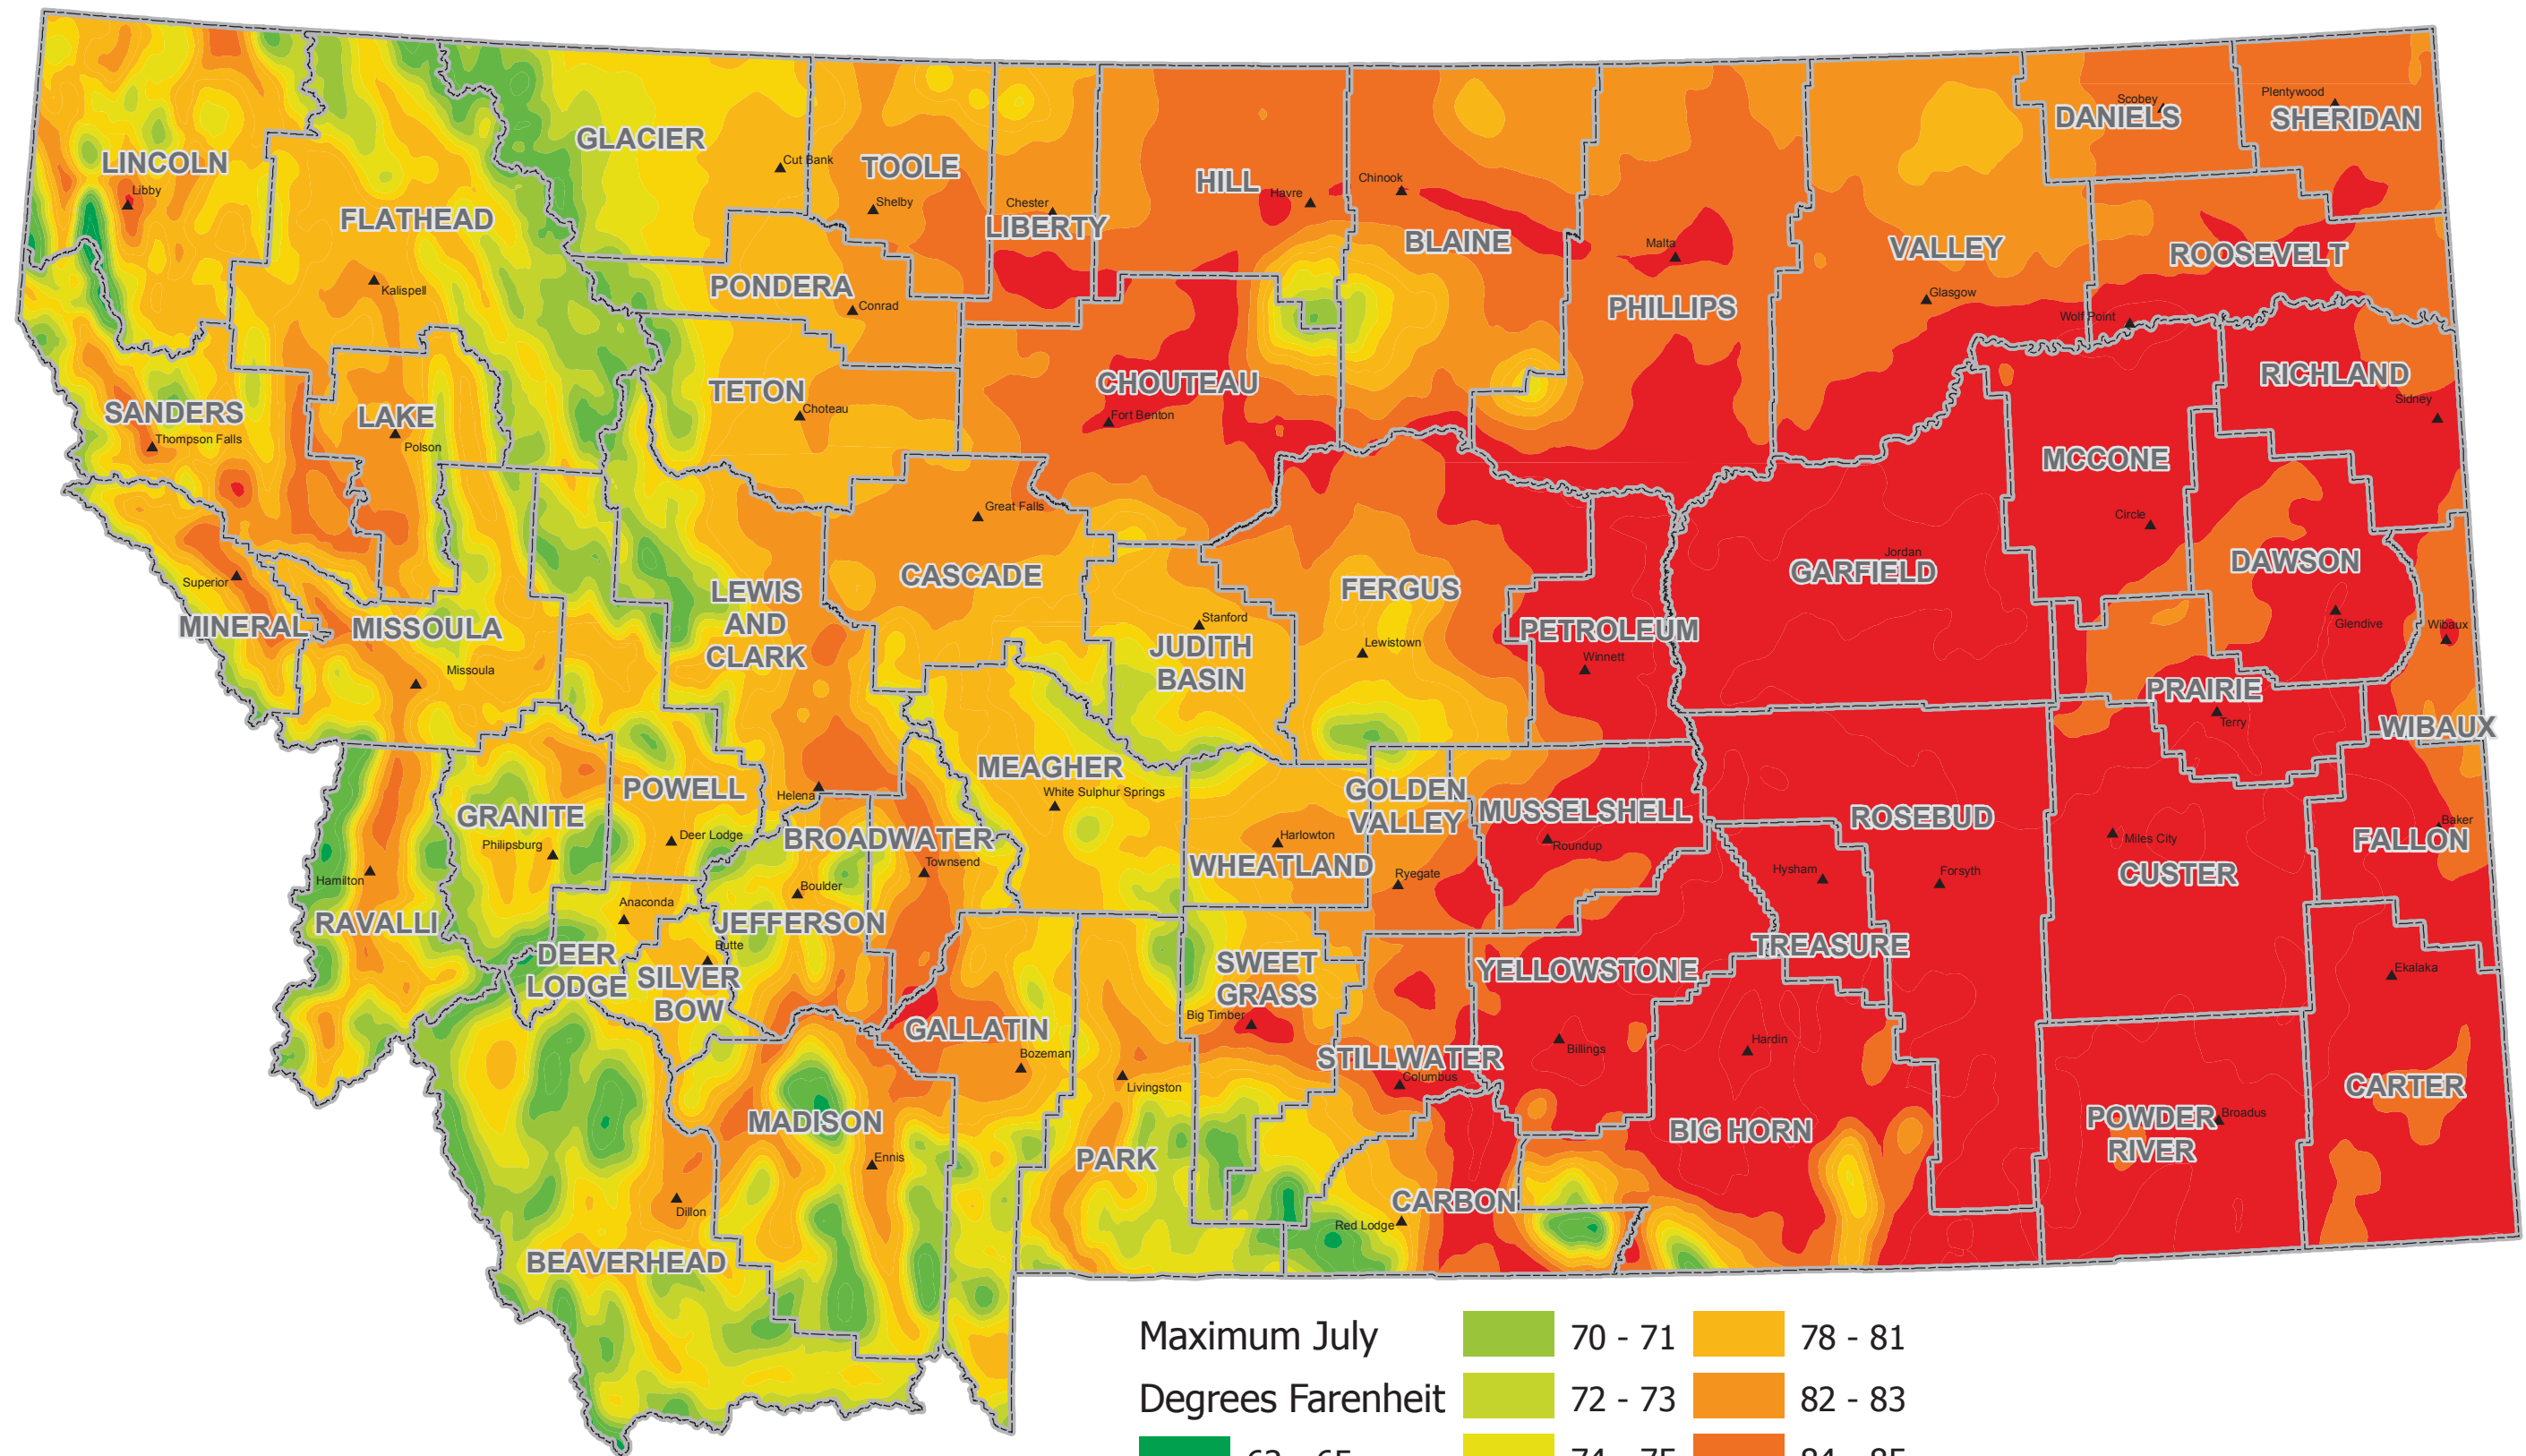 Scobey
Plentywood
DANIELS
SHERIDAN
GLACIER
Cut Bank
TOOLE
LINCOLN
Libby
Shelby
FLATHEAD
Chester
LIBERTY
HILL
Havre
Chinook
BLAINE
Malta
PHILLIPS
VALLEY
Glasgow
ROOSEVELT
Wolf Point
Kalispell
PONDERA
Conrad
TETON
Choteau
CHOUTEAU
Fort Benton
RICHLAND
Sidney
SANDERS
Thompson Falls
LAKE
Polson
MCCONE
Circle
Great Falls
CASCADE
Superior
MINERAL
MISSOULA
Missoula
LEWIS
AND
CLARK
Stanford
JUDITH
BASIN
FERGUS
Lewistown
PETROLEUM
Winnett
Jordan
GARFIELD
DAWSON
Glendive
Wibaux
WIBAUX
PRAIRIE
Terry
MEAGHER
White Sulphur Springs
POWELL
Deer Lodge
GRANITE
Philipsburg
Helena
BROADWATER
Townsend
GOLDEN
VALLEY
Ryegate
Harlowton
WHEATLAND
MUSSELSHELL
Roundup
ROSEBUD
Forsyth
Hysham
TREASURE
Miles City
CUSTER
Baker
FALLON
Hamilton
RAVALLI
Anaconda
DEER
LODGE
Butte
SILVER
BOW
Boulder
JEFFERSON
SWEET
GRASS
Big Timber
YELLOWSTONE
Billings
Ekalaka
GALLATIN
Bozeman
Livingston
STILLWATER
Columbus
Hardin
BIG HORN
POWDER
RIVER
Broadus
CARTER
MADISON
Ennis
PARK
CARBON
Red Lodge
Dillon
BEAVERHEAD
Maximum July
70 - 71
78 - 81
Degrees Farenheit
72 - 73
82 - 83
63 - 65
74 - 75
84 - 85